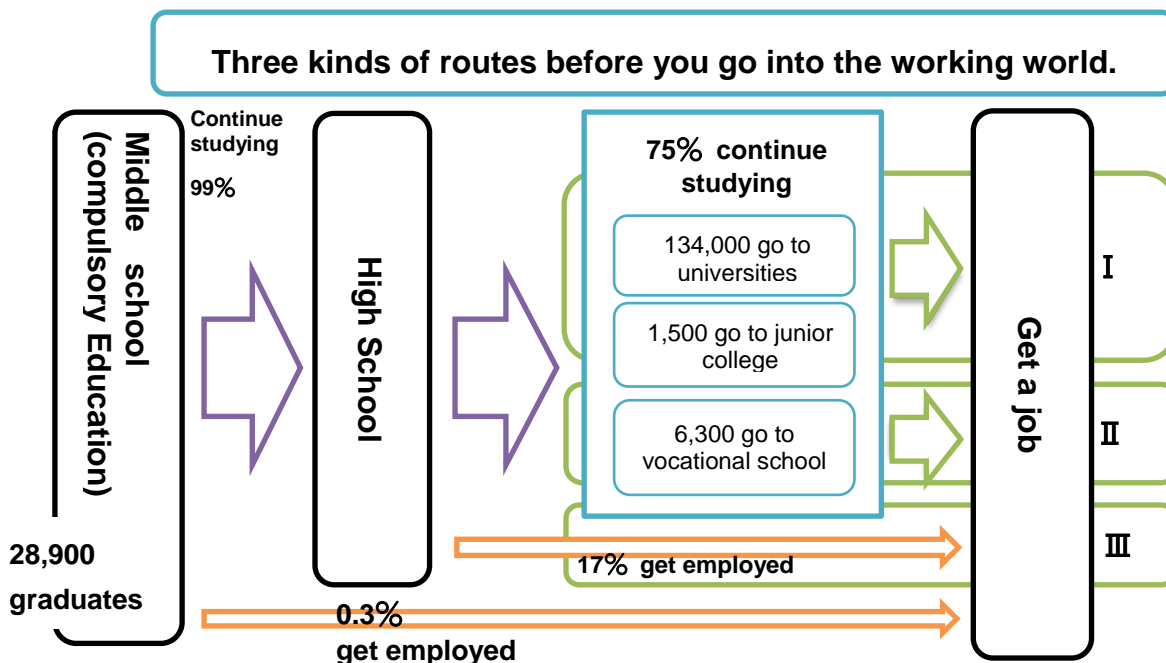 Three kinds of routes before you go into the working world.
Middle school
(compulsory Education)
28,900
graduates
Continue
studying
99%
High School
75% continue
studying
134,000 go to
universities
1,500 go to junior
college
6,300 go to
vocational school
17% get employed
0.3%
get employed
Get a job
Ⅰ
Ⅱ
Ⅲ